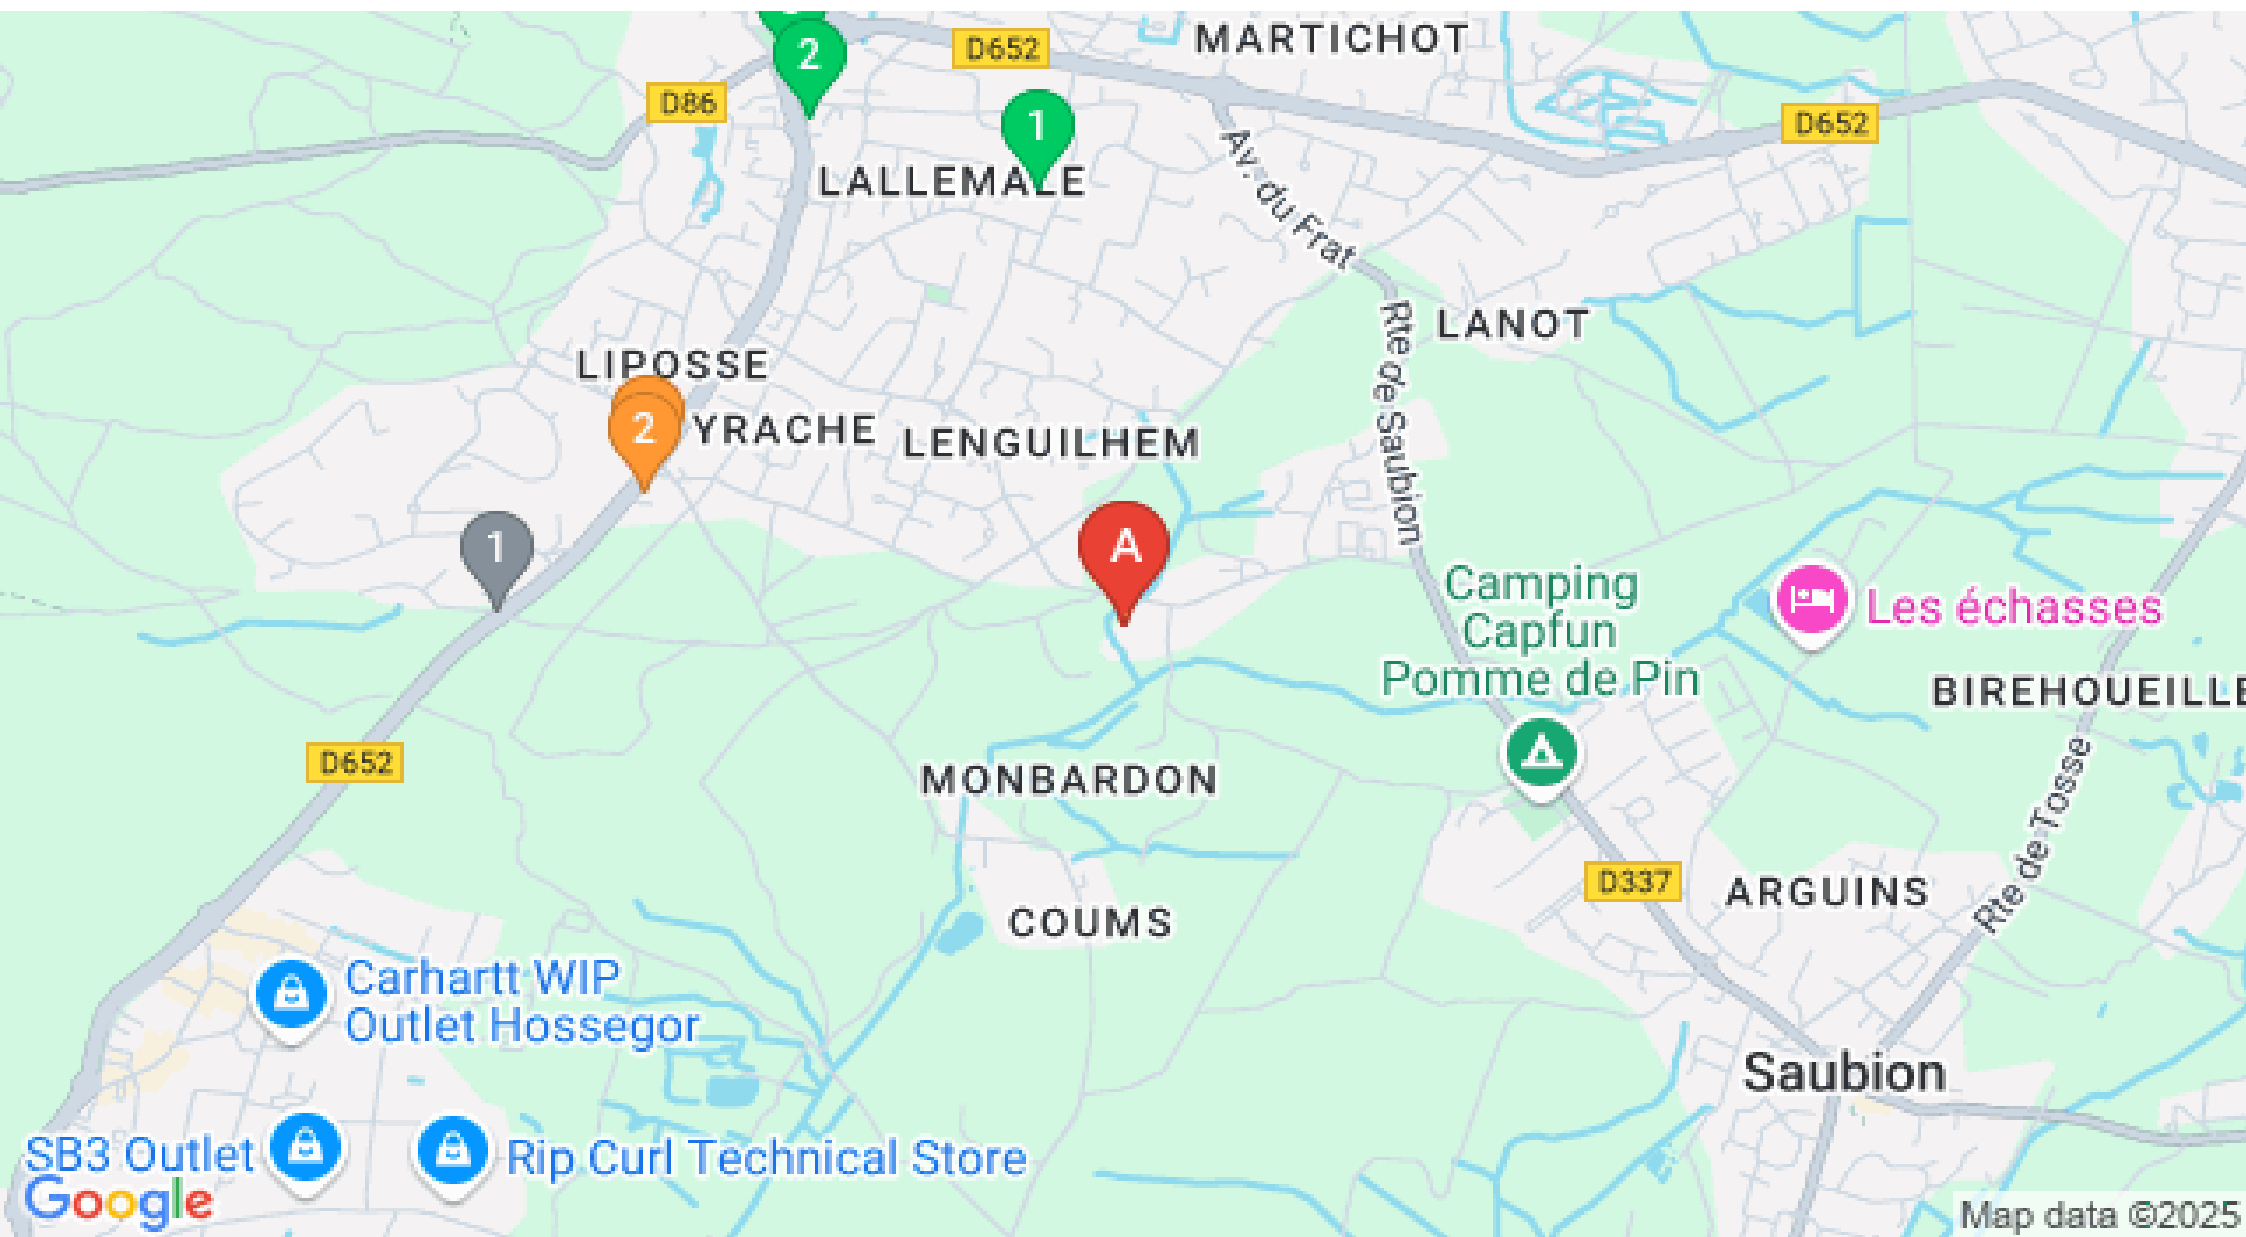 MARTICHOT
2
D652
D86
1
D652
LALLEMALE
Av. du Frat
LANOT
Rte de Saubion
LIPOSSE
2
YRACHE
LENGUILHEM
1
A
Camping
Capfun
Pomme de Pin
Les échasses
BIREHOUEILLE
D652
MONBARDON
Rte de Tosse
D337
ARGUINS
COUMS
Carhartt WIP
Outlet Hossegor
Saubion
SB3 Outlet
Rip Curl Technical Store
Google
Map data ©2025